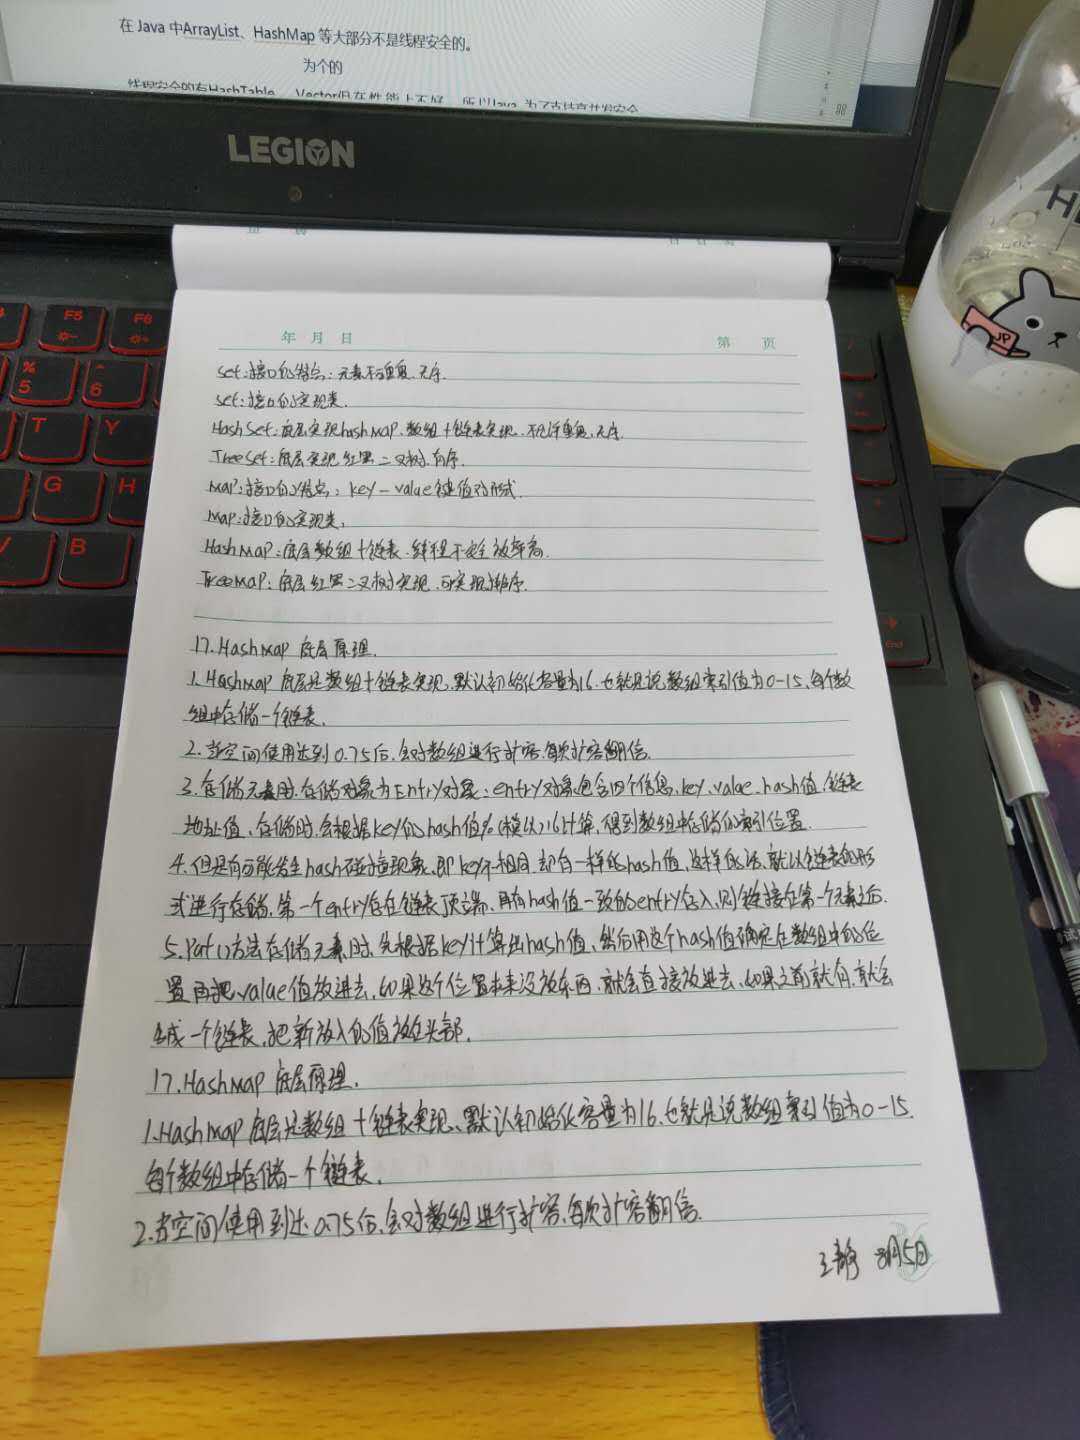 在 Java 中ArrayList、HashMap 等大部分不是线程安全的。
为个的
线程安全的有HashTable、Vector但在性能上不好，所以Java 为了支持高并发安全
LEGION
年 月 日 第 页
Set:接口的特点:元素不重复.无序.
Set:接口的实现类.
HashSet:底层实现hashMap.数组+链表实现.不允许重复.无序.
TreeSet:底层实现红黑二叉树.有序.
Map:接口的特点:key-value键值对形式.
Map:接口的实现类.
HashMap:底层数组+链表.线程不安全效率高.
TreeMap:底层红黑二叉树实现.可实现排序.
17.HashMap 底层原理.
1.HashMap底层是数组+链表实现.默认初始化容量为16.也就是说数组索引值为0-15.每个数
组中存储一个链表.
2.当空间使用达到0.75后.会对数组进行扩容.每次扩容翻倍.
3.存储元素时.存储对象为Entry对象:entry对象包含四个信息.key、value.hash值.链表
地址值.存储时.会根据key的hash值%(模以)16计算,得到数组中存储的索引位置.
4.但是有可能发生hash碰撞现象,即key不相同.却有一样的hash值,这样的话.就以链表的形
式进行存储.第一个entry存在链表顶端.再有hash值一致的entry存入,则链接在第一个元素之后.
5.Put()方法存储元素时.先根据key计算出hash值,然后用这个hash值确定在数组中的位
置再把value值放进去.如果这个位置本来没放东西.就会直接放进去.如果之前就有.就会
生成一个链表.把新放入的值放在头部.
17.HashMap 底层原理.
1.HashMap 底层是数组+链表实现、默认初始化容量为16.也就是说数组索引值为0-15.
每个数组中存储一个链表.
2.当空间使用到达0.75后.会对数组进行扩容.每次扩容翻倍.
王静 8月5日
F5
F6
%
5
^
6
T
Y
G
H
V
B
End
JP